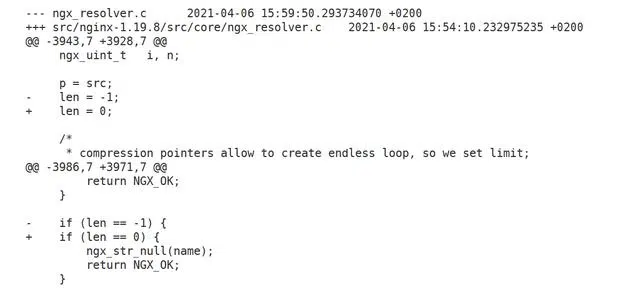 --- ngx_resolver.c      2021-04-06 15:59:50.293734070 +0200
+++ src/nginx-1.19.8/src/core/ngx_resolver.c    2021-04-06 15:54:10.232975235 +0200
@@ -3943,7 +3928,7 @@
     ngx_uint_t   i, n;

     p = src;
-    len = -1;
+    len = 0;

     /*
      * compression pointers allow to create endless loop, so we set limit;
@@ -3986,7 +3971,7 @@
         return NGX_OK;
     }

-    if (len == -1) {
+    if (len == 0) {
         ngx_str_null(name);
         return NGX_OK;
     }